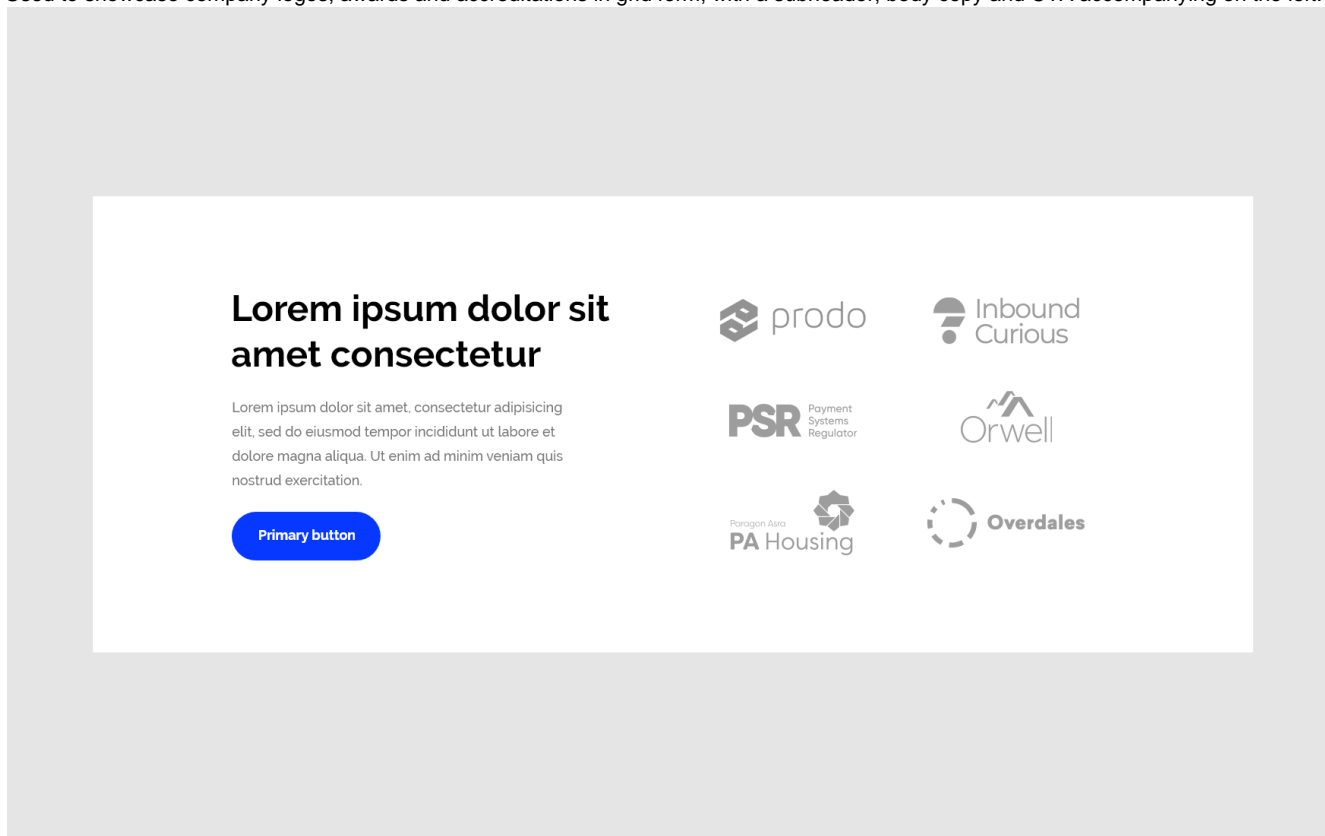 Used to showcase company logos, awards and accreditations in grid form, with a subheader, body copy and CTA accompanying on the left.
Lorem ipsum dolor sit
amet consectetur
Lorem ipsum dolor sit amet, consectetur adipisicing
elit, sed do eiusmod tempor incididunt ut labore et
dolore magna aliqua. Ut enim ad minim veniam quis
nostrud exercitation.
Primary button
prodo
Inbound
Curious
PSR
Payment
Systems
Regulator
Orwell
Paragon Asra
PA Housing
Overdales